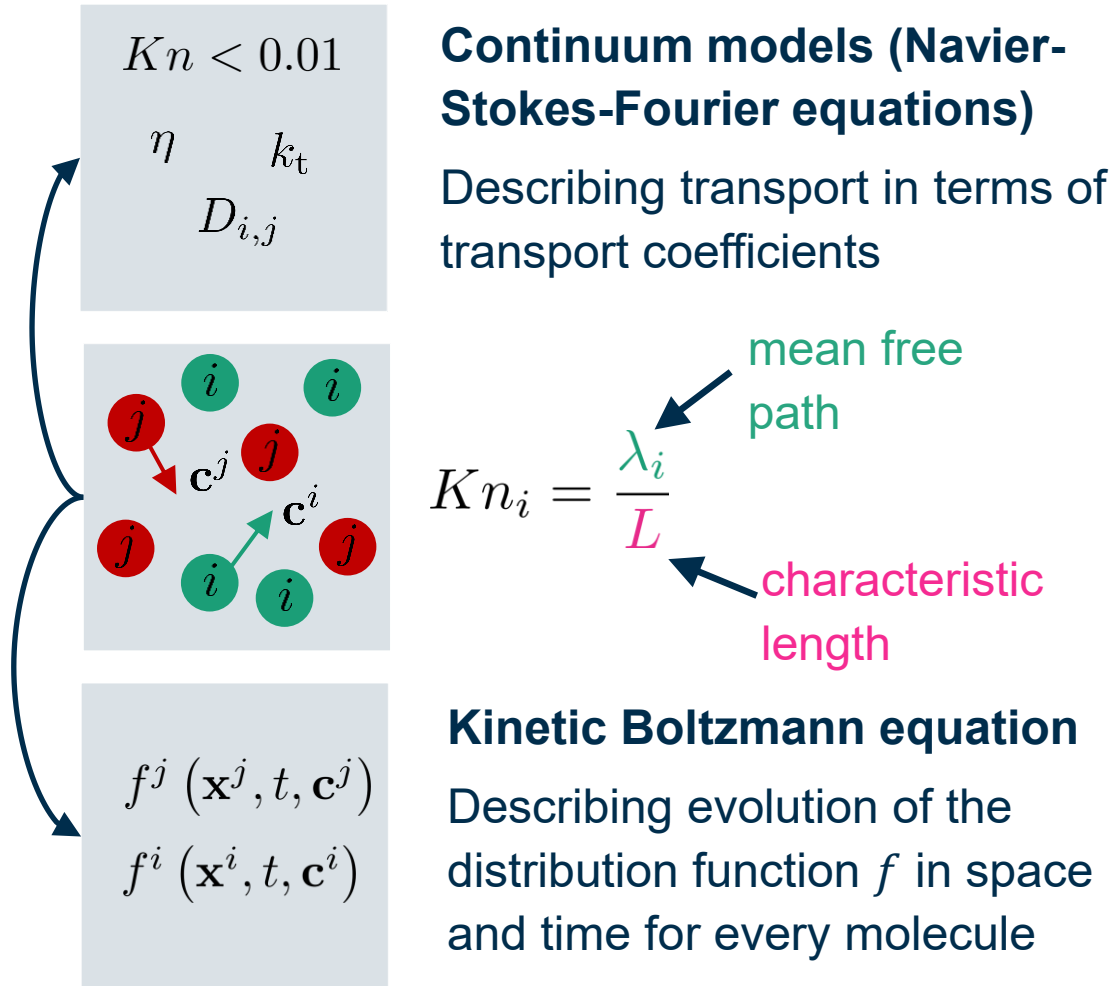 Kn < 0.01
η k_t
D_{i,j}
Continuum models (Navier-
Stokes-Fourier equations)
Describing transport in terms of
transport coefficients
i i
j j
c^j
c^i
j j
i i
mean free
path
Kn_i = λ_i / L
characteristic
length
f^j (x^j, t, c^j)
f^i (x^i, t, c^i)
Kinetic Boltzmann equation
Describing evolution of the
distribution function f in space
and time for every molecule